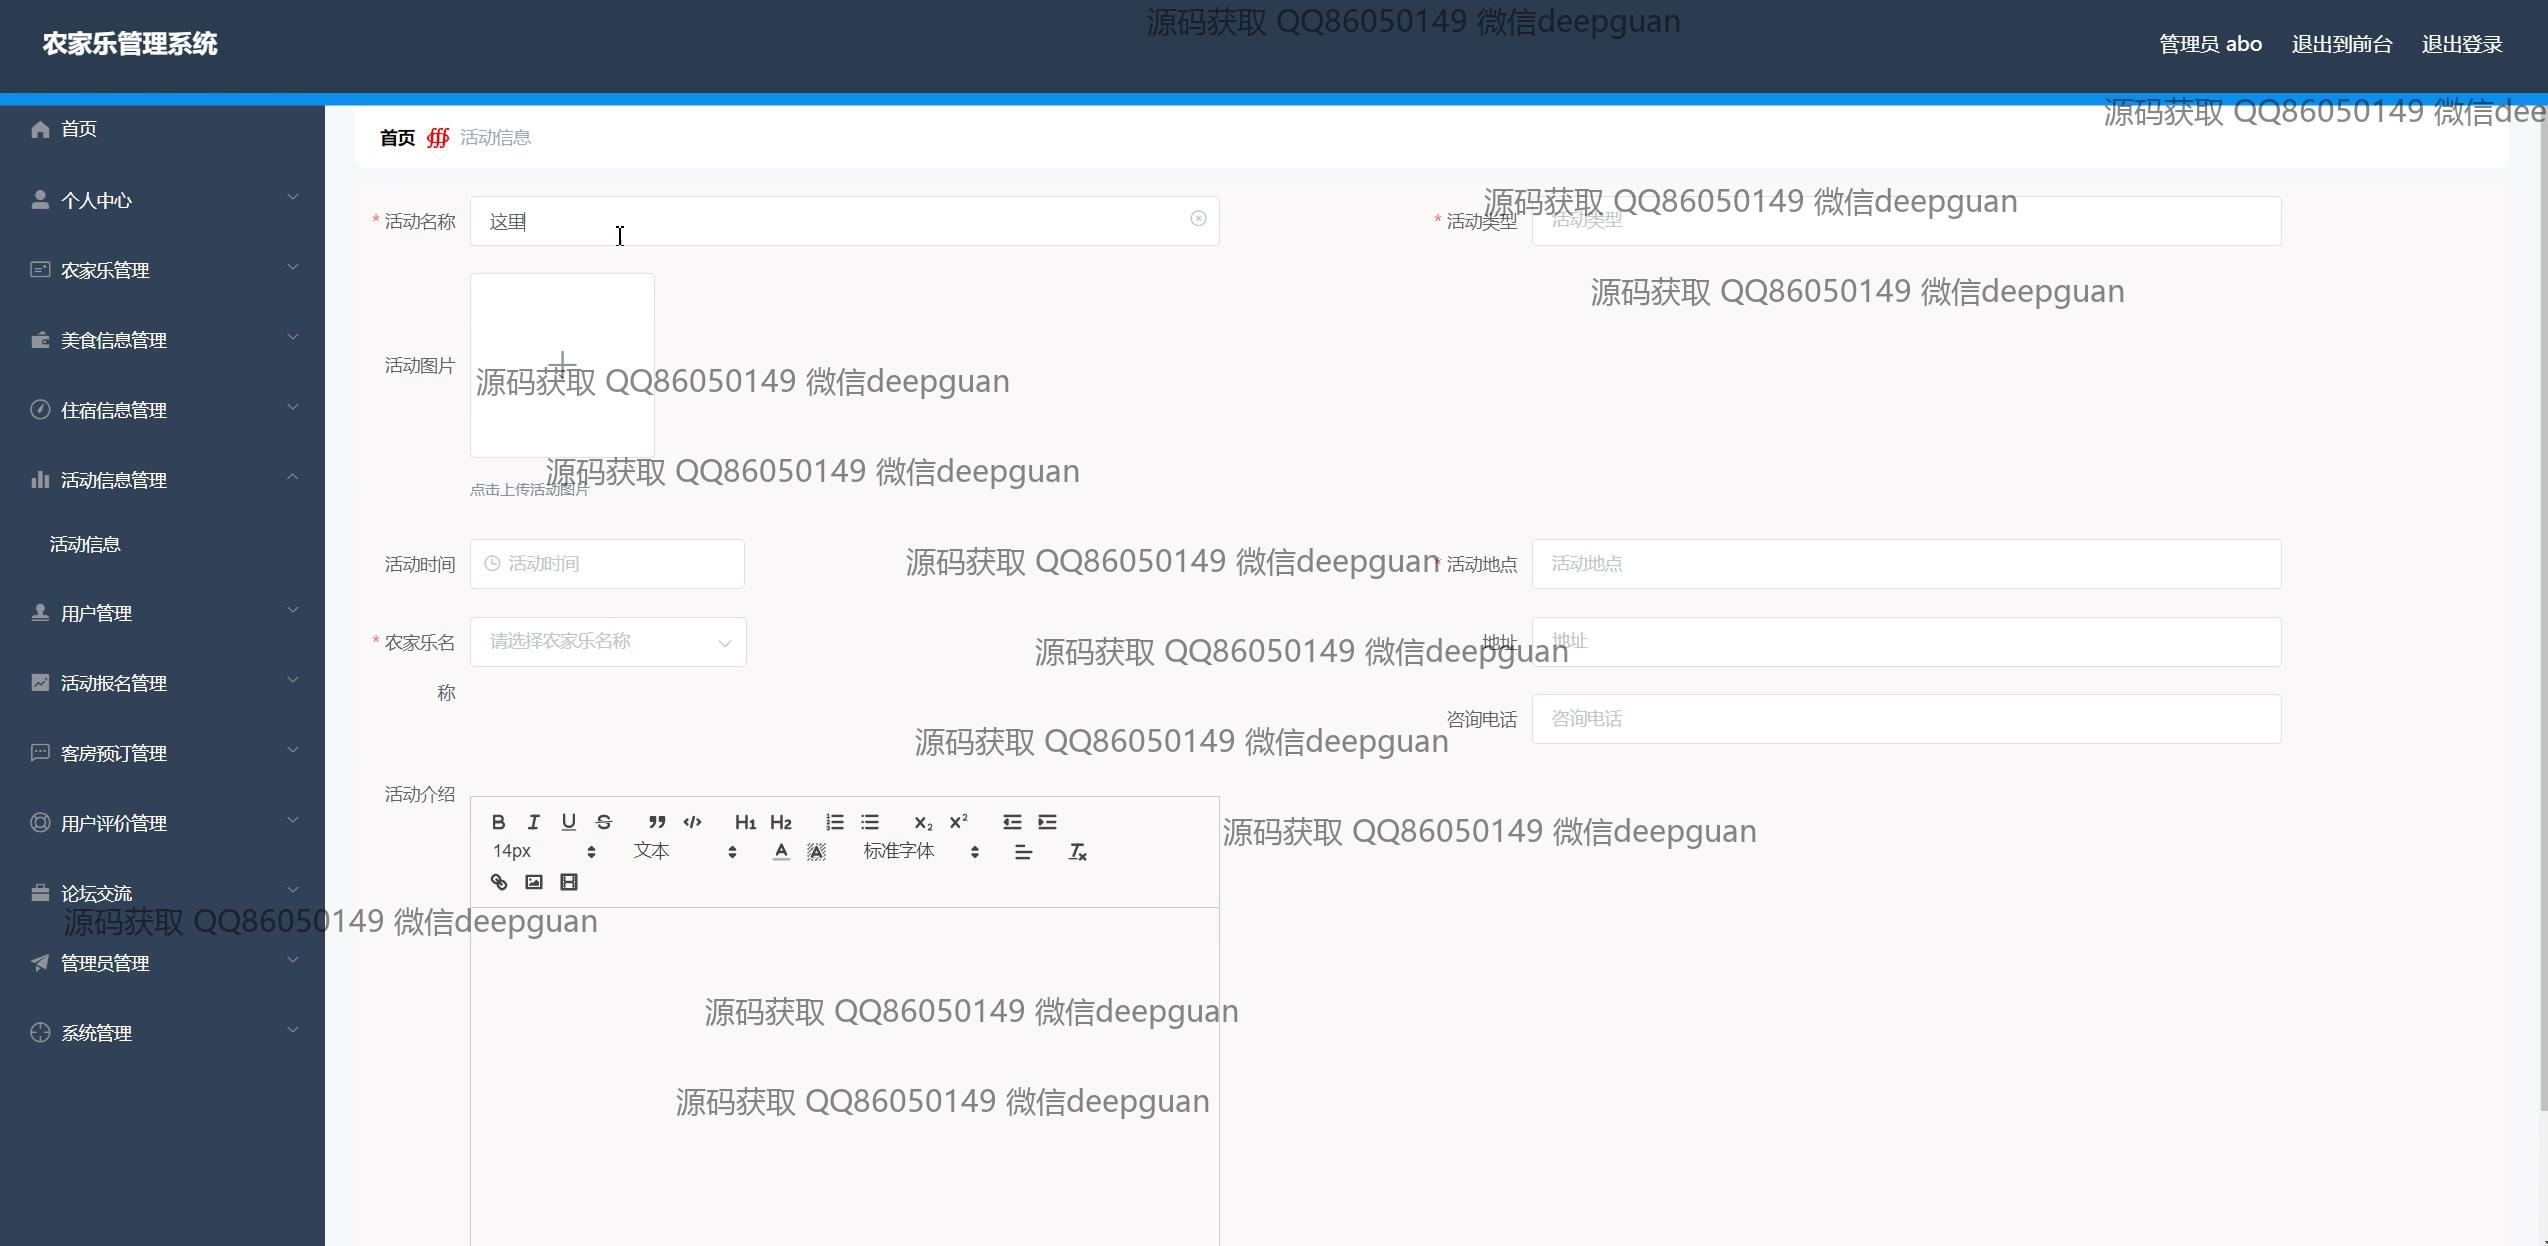 源码获取 QQ86050149 微信deepguan
农家乐管理系统
管理员 abo 退出到前台 退出登录
源码获取 QQ86050149 微信dee
首页
首页 活动信息
个人中心
源码获取 QQ86050149 微信deepguan
* 活动名称 这里
* 活动类型 活动类型
农家乐管理
源码获取 QQ86050149 微信deepguan
美食信息管理
活动图片
源码获取 QQ86050149 微信deepguan
住宿信息管理
源码获取 QQ86050149 微信deepguan
点击上传活动图片
活动信息管理
活动信息
活动时间 活动时间
源码获取 QQ86050149 微信deepguan
* 活动地点 活动地点
用户管理
* 农家乐名称 请选择农家乐名称
源码获取 QQ86050149 微信deepguan
地址 地址
活动报名管理
咨询电话 咨询电话
源码获取 QQ86050149 微信deepguan
客房预订管理
活动介绍
用户评价管理
B I U S H1 H2 X2 X2
源码获取 QQ86050149 微信deepguan
14px 文本 A A 标准字体 Tx
论坛交流
源码获取 QQ86050149 微信deepguan
管理员管理
源码获取 QQ86050149 微信deepguan
系统管理
源码获取 QQ86050149 微信deepguan